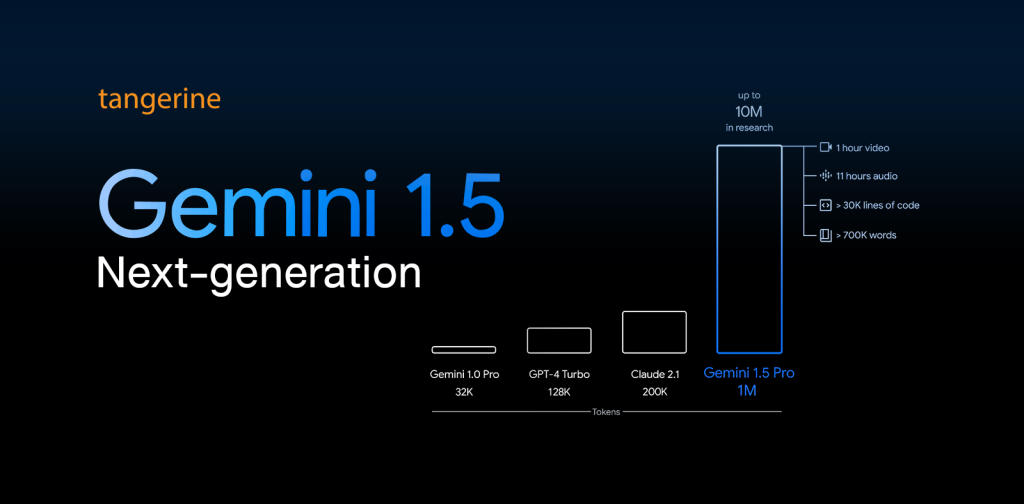 tangerine
Gemini 1.5
Next-generation
up to
10M
in research
1 hour video
11 hours audio
> 30K lines of code
> 700K words
Gemini 1.0 Pro
32K
GPT-4 Turbo
128K
Claude 2.1
200K
Gemini 1.5 Pro
1M
Tokens